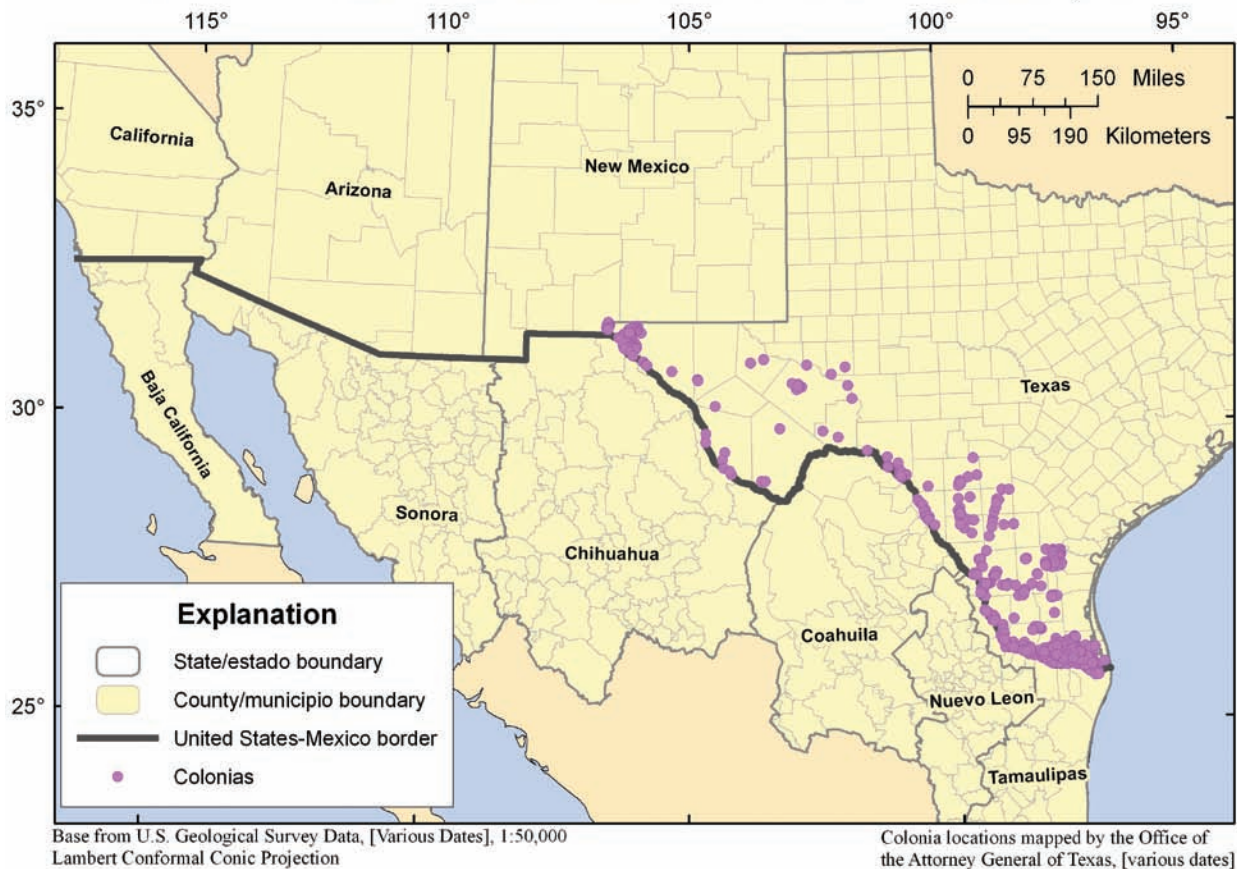 115°
110°
105°
100°
95°
0 75 150 Miles
0 95 190 Kilometers
35°
California
Arizona
New Mexico
Texas
30°
Baja California
Sonora
Chihuahua
Coahuila
Nuevo Leon
Tamaulipas
25°
Explanation
State/estado boundary
County/municipio boundary
United States-Mexico border
Colonias
Base from U.S. Geological Survey Data, [Various Dates], 1:50,000
Lambert Conformal Conic Projection
Colonia locations mapped by the Office of
the Attorney General of Texas, [various dates]